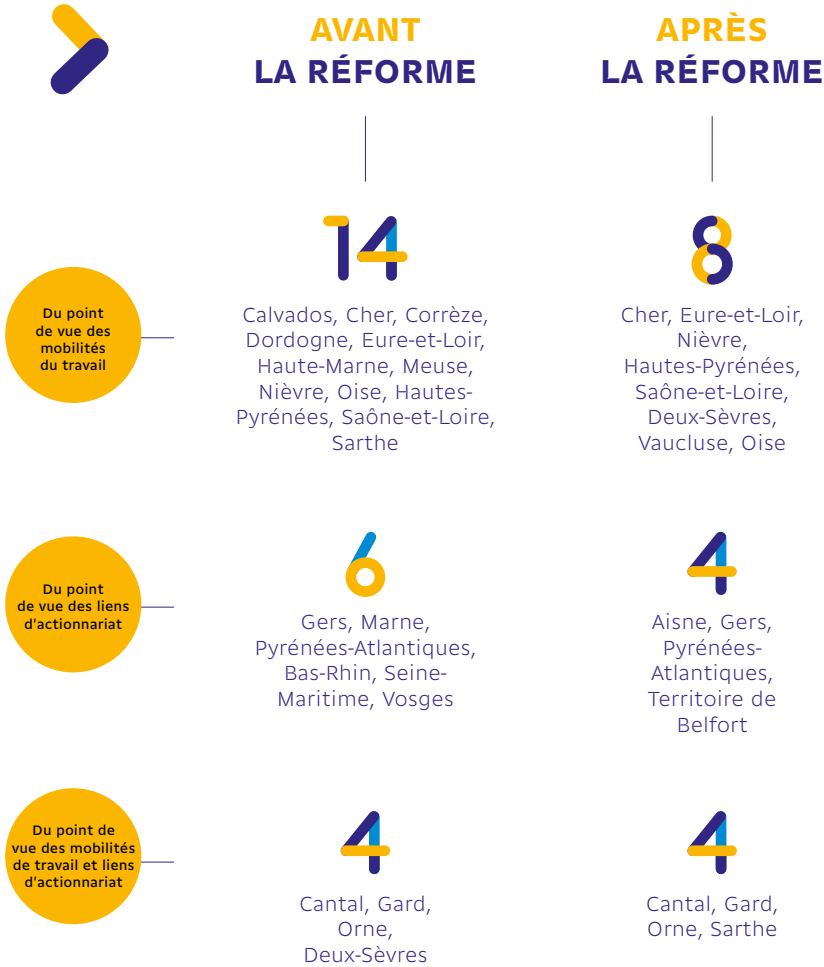 AVANT
LA RÉFORME
APRÈS
LA RÉFORME
Du point
de vue des
mobilités
du travail
14
Calvados, Cher, Corrèze,
Dordogne, Eure-et-Loir,
Haute-Marne, Meuse,
Nièvre, Oise, Hautes-
Pyrénées, Saône-et-Loire,
Sarthe
8
Cher, Eure-et-Loir,
Nièvre,
Hautes-Pyrénées,
Saône-et-Loire,
Deux-Sèvres,
Vaucluse, Oise
Du point
de vue des liens
d'actionnariat
6
Gers, Marne,
Pyrénées-Atlantiques,
Bas-Rhin, Seine-
Maritime, Vosges
4
Aisne, Gers,
Pyrénées-
Atlantiques,
Territoire de
Belfort
Du point de
vue des mobilités
de travail et liens
d'actionnariat
4
Cantal, Gard,
Orne,
Deux-Sèvres
4
Cantal, Gard,
Orne, Sarthe